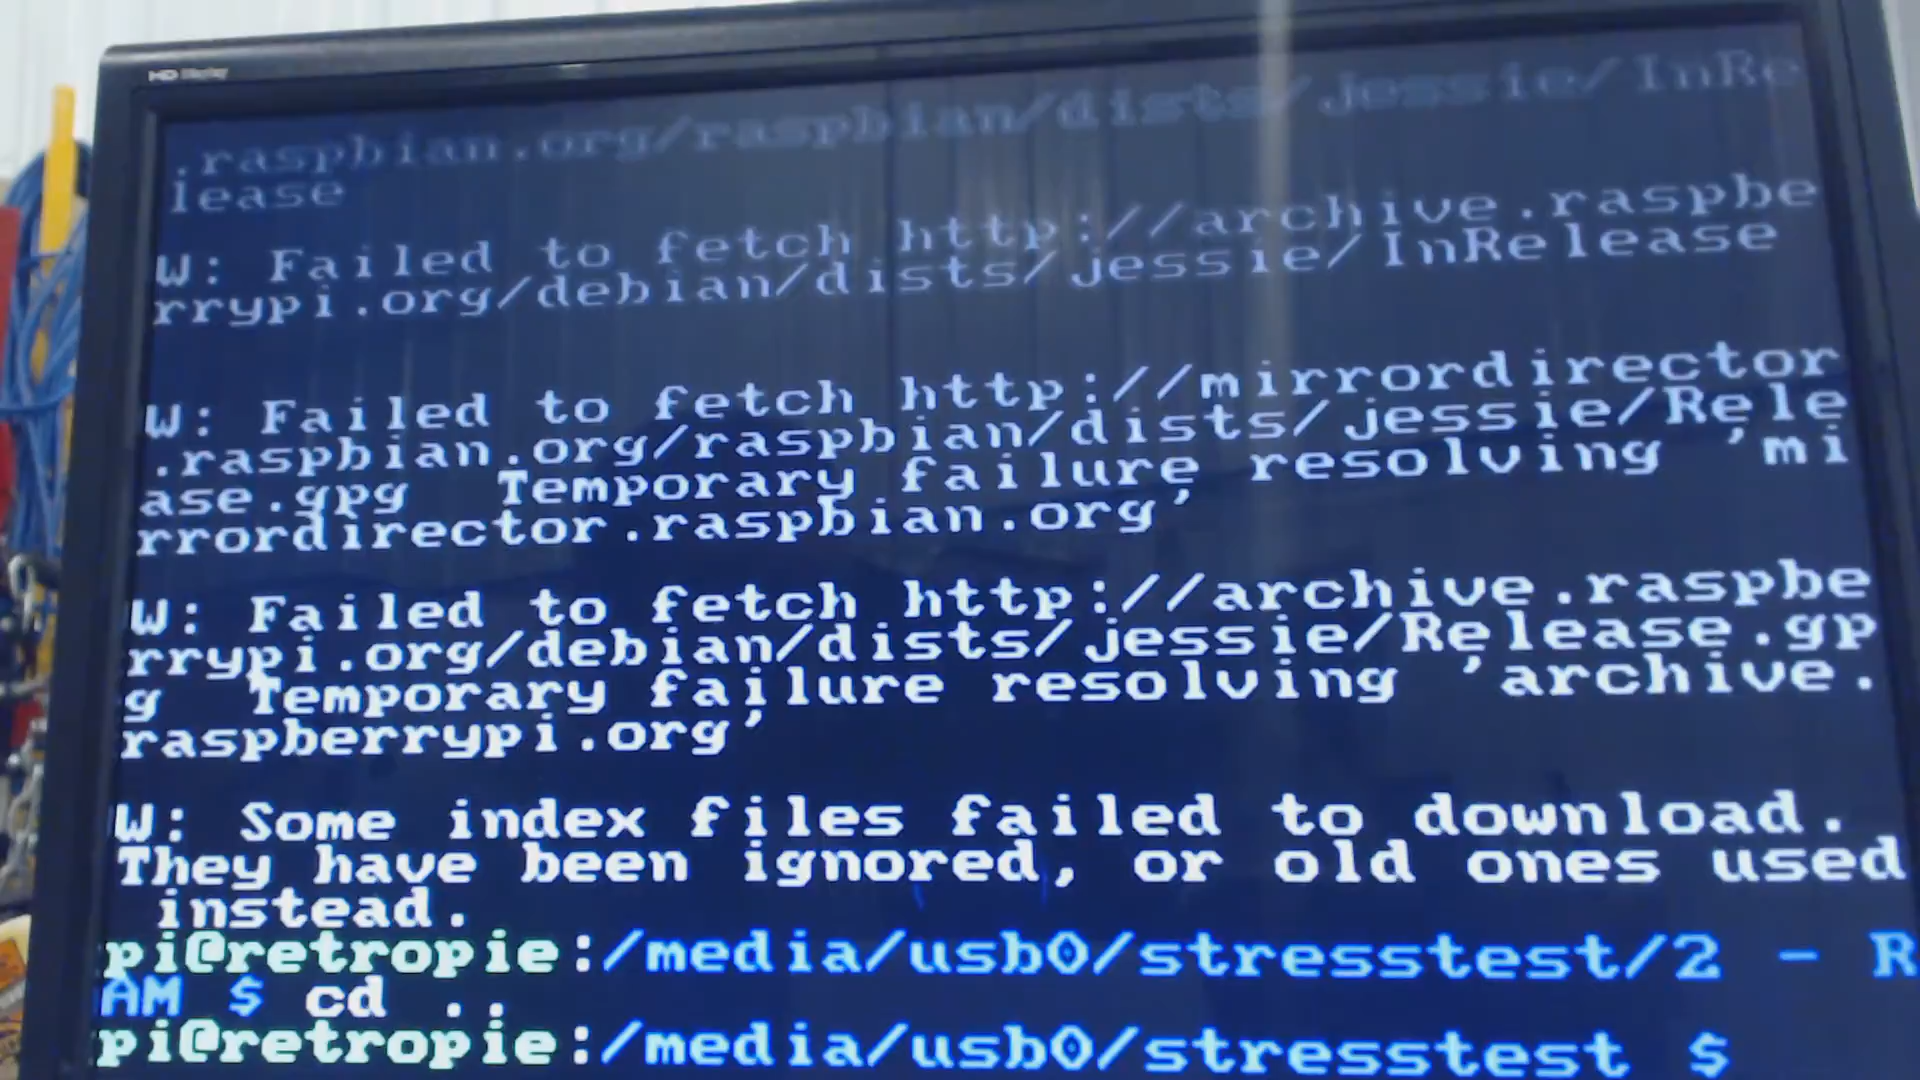 HD Display
.raspbian.org/raspbian/dists/jessie/InRe
lease
W: Failed to fetch http://archive.raspbe
rrypi.org/debian/dists/jessie/InRelease
W: Failed to fetch http://mirrordirector
.raspbian.org/raspbian/dists/jessie/Rele
ase.gpg  Temporary failure resolving 'mi
rrordirector.raspbian.org'
W: Failed to fetch http://archive.raspbe
rrypi.org/debian/dists/jessie/Release.gp
g  Temporary failure resolving 'archive.
raspberrypi.org'
W: Some index files failed to download.
They have been ignored, or old ones used
 instead.
pi@retropie:/media/usb0/stresstest/2 - R
AM $ cd ..
pi@retropie:/media/usb0/stresstest $